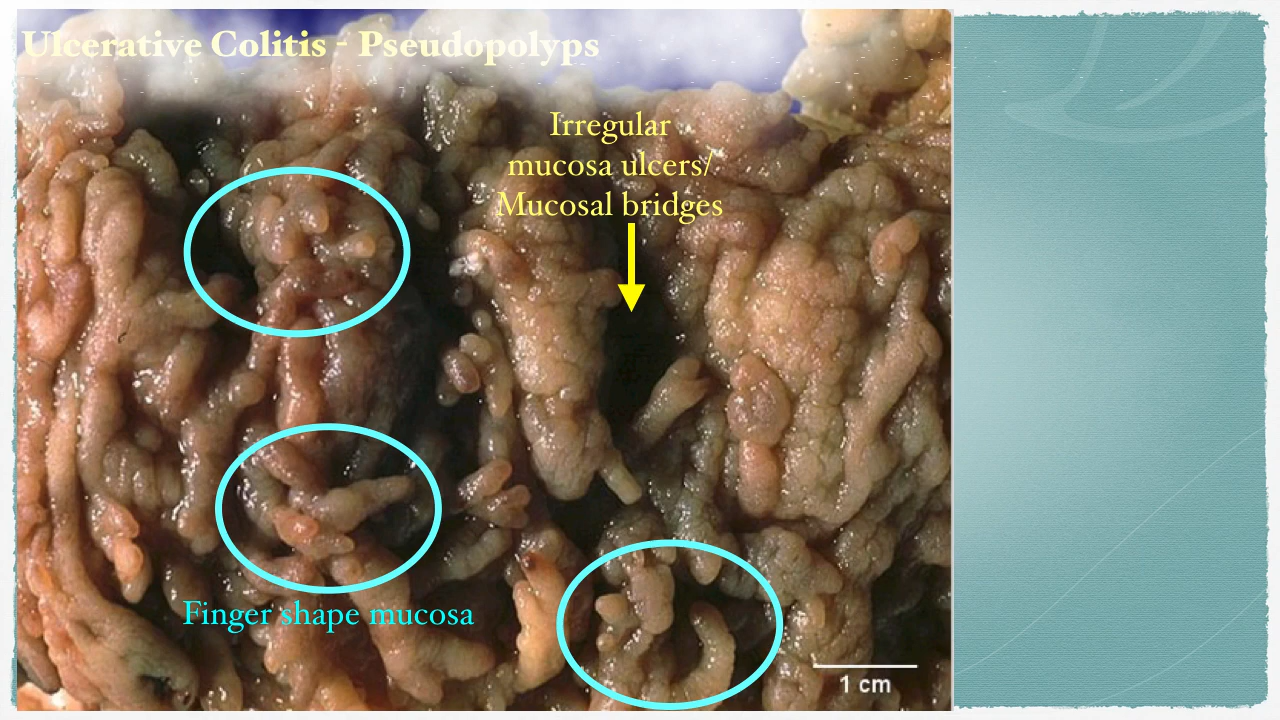 Ulcerative Colitis - Pseudopolyps
Irregular
mucosa ulcers/
Mucosal bridges
Finger shape mucosa
1 cm